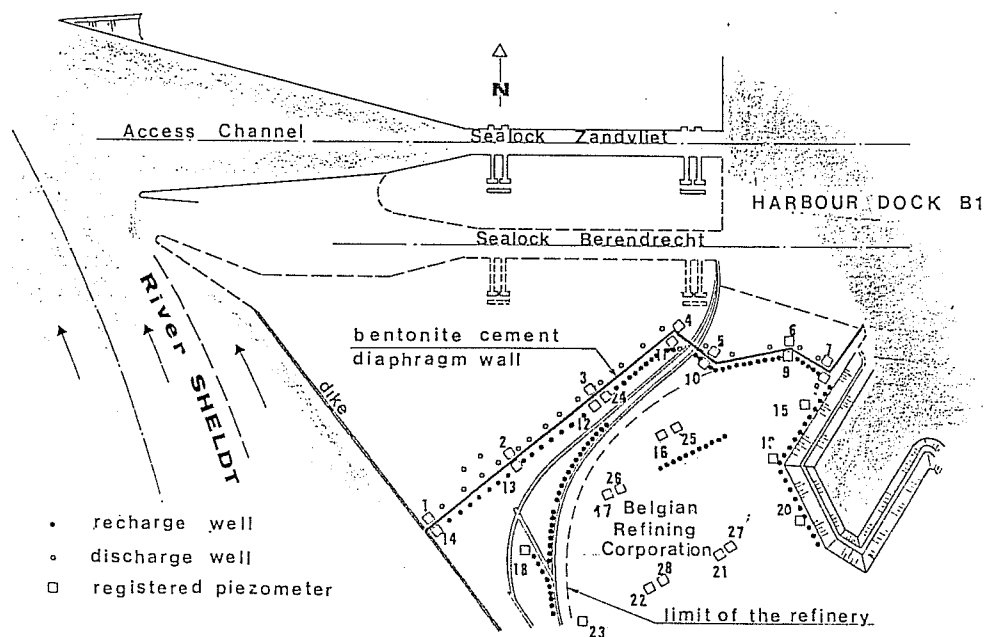 N
Access Channel
Sealock Zandvliet
HARBOUR DOCK B1
Sealock Berendrecht
River SHELDT
bentonite cement
diaphragm wall
dike
4
11
5
6
7
10
9
3
24
12
15
2
13
16
25
19
1
14
26
17
Belgian
Refining
Corporation
20
27
21
18
28
22
23
limit of the refinery
recharge well
discharge well
registered piezometer